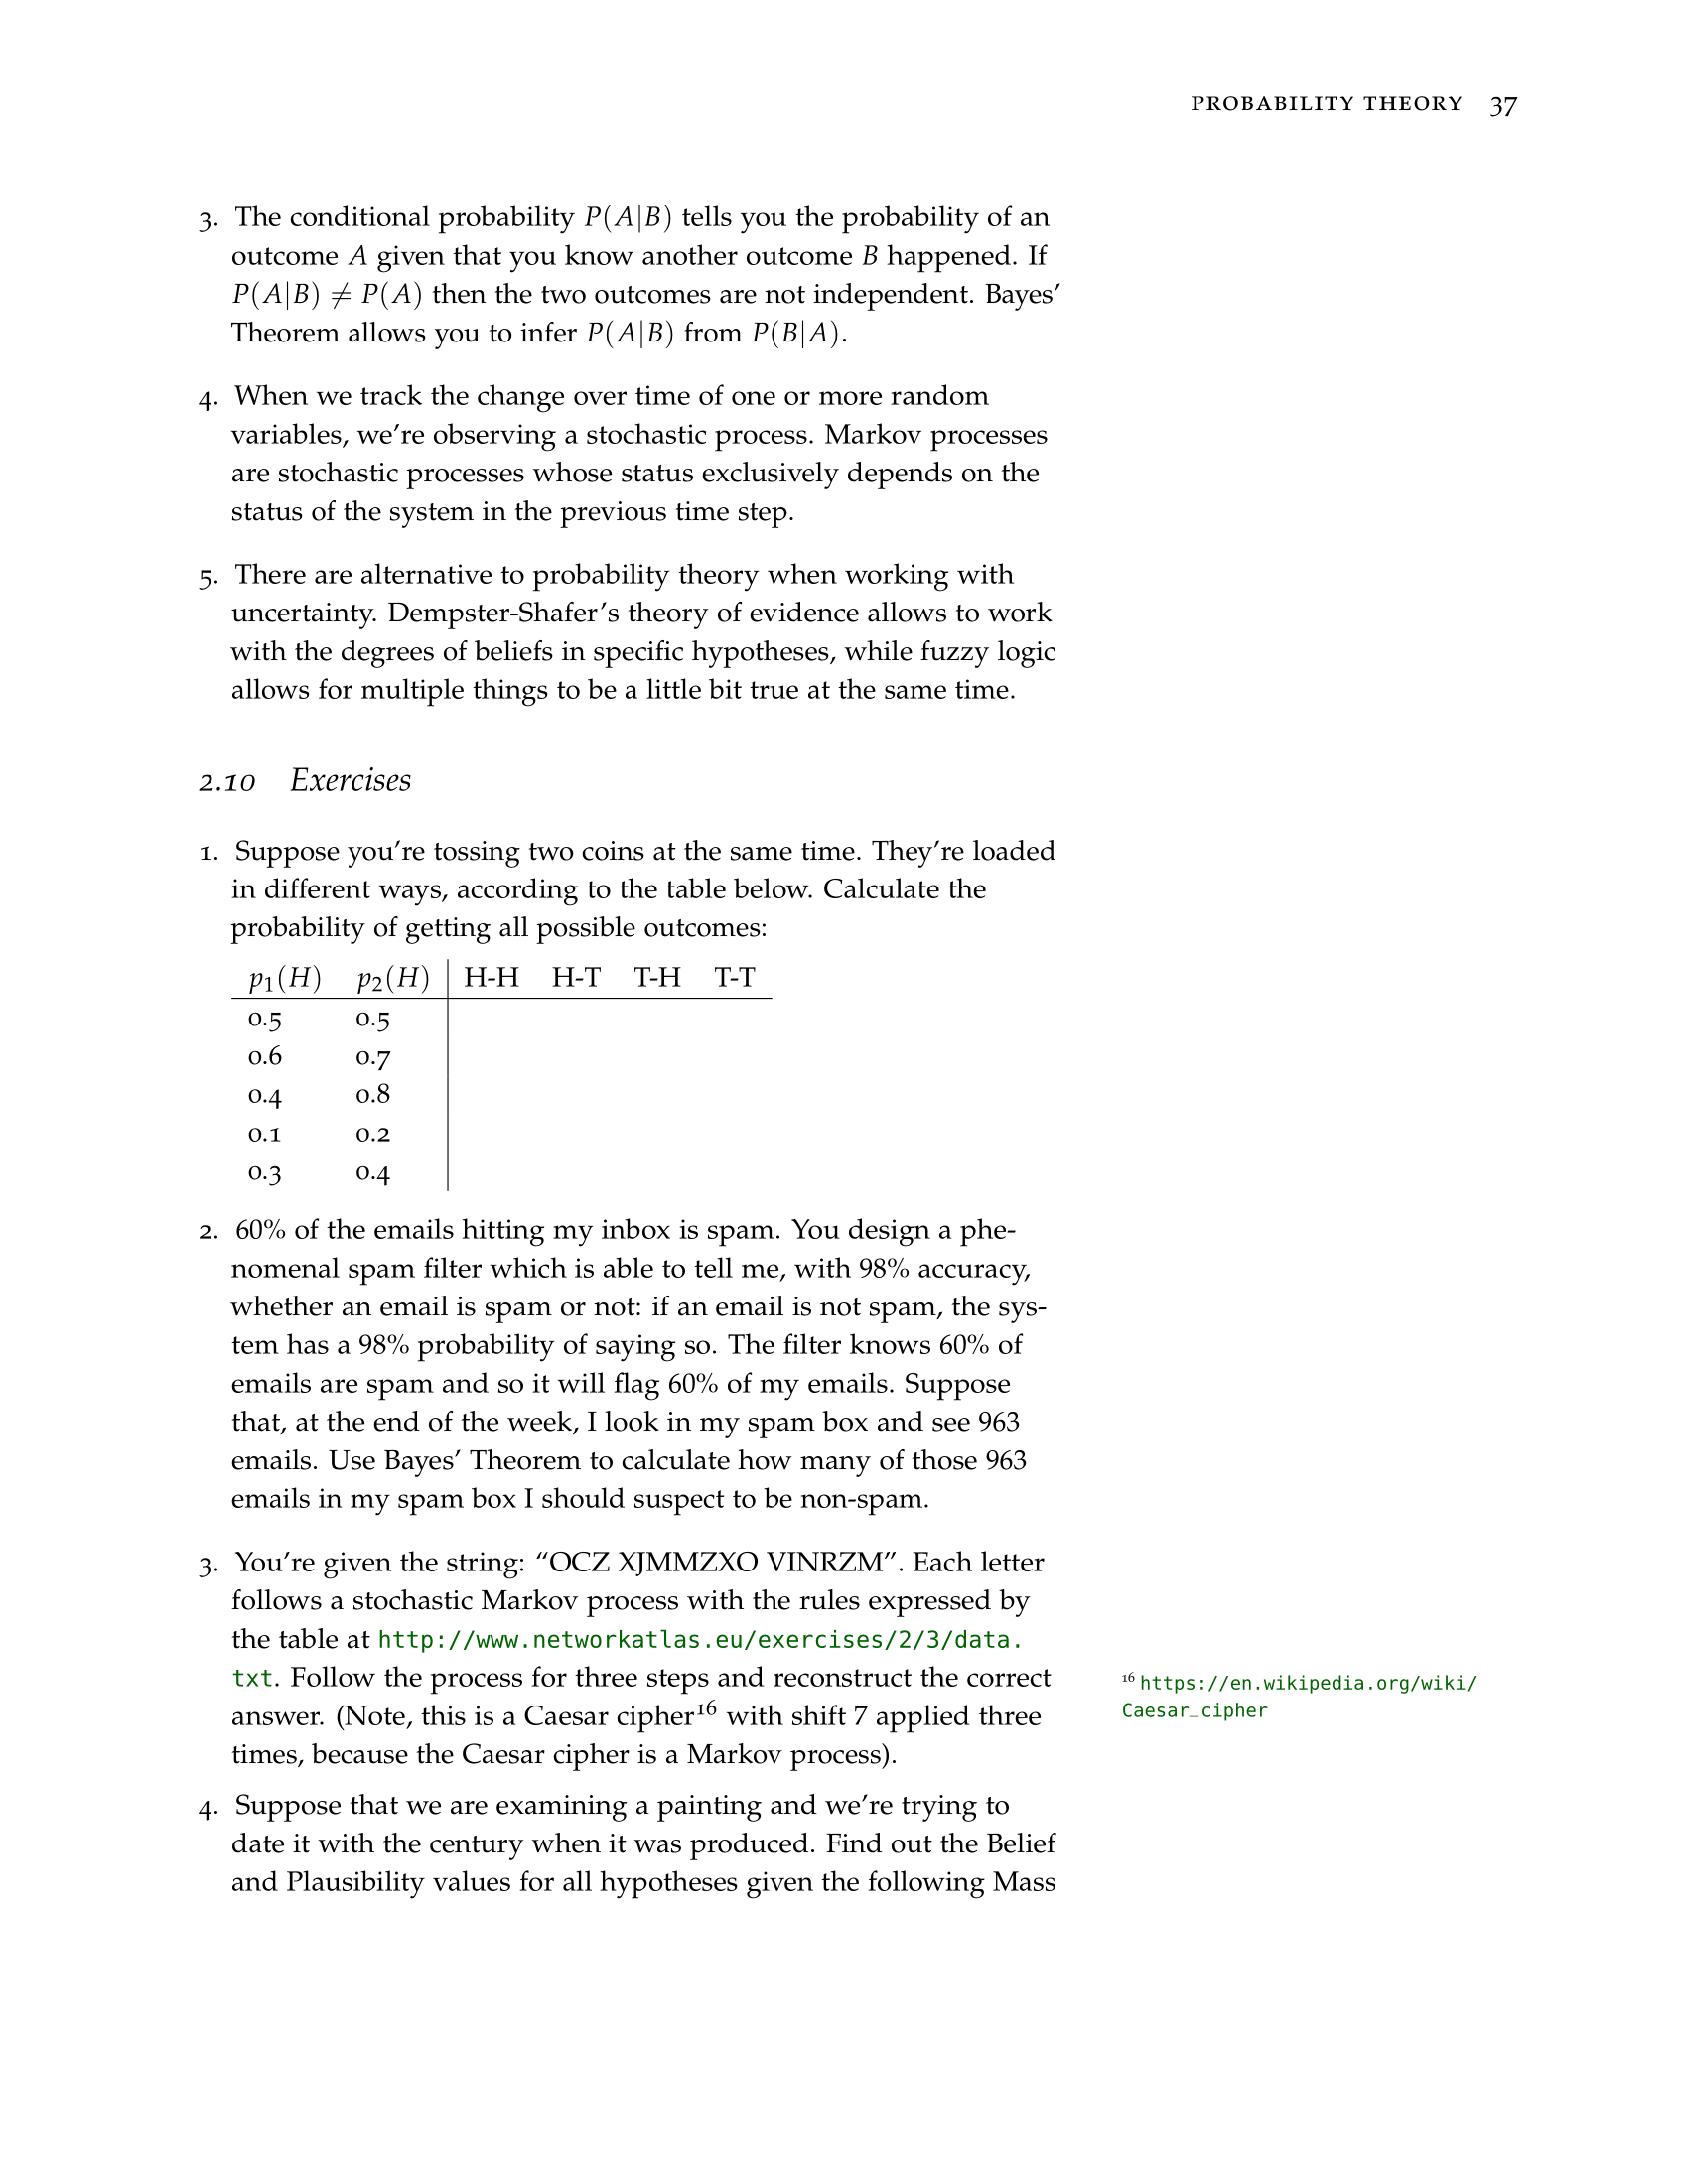 PROBABILITY THEORY 37
3. The conditional probability P(A|B) tells you the probability of an
outcome A given that you know another outcome B happened. If
P(A|B) ≠ P(A) then the two outcomes are not independent. Bayes’
Theorem allows you to infer P(A|B) from P(B|A).
4. When we track the change over time of one or more random
variables, we’re observing a stochastic process. Markov processes
are stochastic processes whose status exclusively depends on the
status of the system in the previous time step.
5. There are alternative to probability theory when working with
uncertainty. Dempster-Shafer’s theory of evidence allows to work
with the degrees of beliefs in specific hypotheses, while fuzzy logic
allows for multiple things to be a little bit true at the same time.
2.10 Exercises
1. Suppose you’re tossing two coins at the same time. They’re loaded
in different ways, according to the table below. Calculate the
probability of getting all possible outcomes:
p1(H) p2(H) H-H H-T T-H T-T
0.5 0.5
0.6 0.7
0.4 0.8
0.1 0.2
0.3 0.4
2. 60% of the emails hitting my inbox is spam. You design a phe-
nomenal spam filter which is able to tell me, with 98% accuracy,
whether an email is spam or not: if an email is not spam, the sys-
tem has a 98% probability of saying so. The filter knows 60% of
emails are spam and so it will flag 60% of my emails. Suppose
that, at the end of the week, I look in my spam box and see 963
emails. Use Bayes’ Theorem to calculate how many of those 963
emails in my spam box I should suspect to be non-spam.
3. You’re given the string: “OCZ XJMMZXO VINRZM”. Each letter
follows a stochastic Markov process with the rules expressed by
the table at http://www.networkatlas.eu/exercises/2/3/data.
txt. Follow the process for three steps and reconstruct the correct
answer. (Note, this is a Caesar cipher16 with shift 7 applied three
times, because the Caesar cipher is a Markov process).
16 https://en.wikipedia.org/wiki/
Caesar_cipher
4. Suppose that we are examining a painting and we’re trying to
date it with the century when it was produced. Find out the Belief
and Plausibility values for all hypotheses given the following Mass